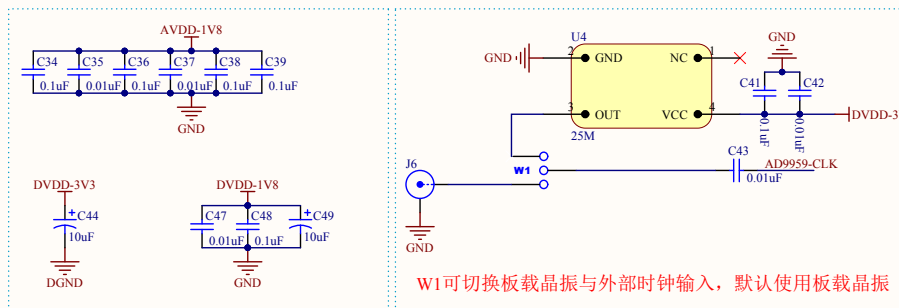 AVDD-1V8
C34 C35 C36 C37 C38 C39
0.1uF 0.01uF 0.1uF 0.01uF 0.1uF 0.1uF
GND
DVDD-3V3
C44
10uF
DGND
DVDD-1V8
C47 C48 C49
0.01uF 0.1uF 10uF
GND
U4
GND 2 GND NC 1
3 OUT VCC 4
25M
GND
C41 C42
0.1uF 0.01uF
DVDD-3
W1
C43
0.01uF
AD9959-CLK
J6
GND
W1可切换板载晶振与外部时钟输入，默认使用板载晶振